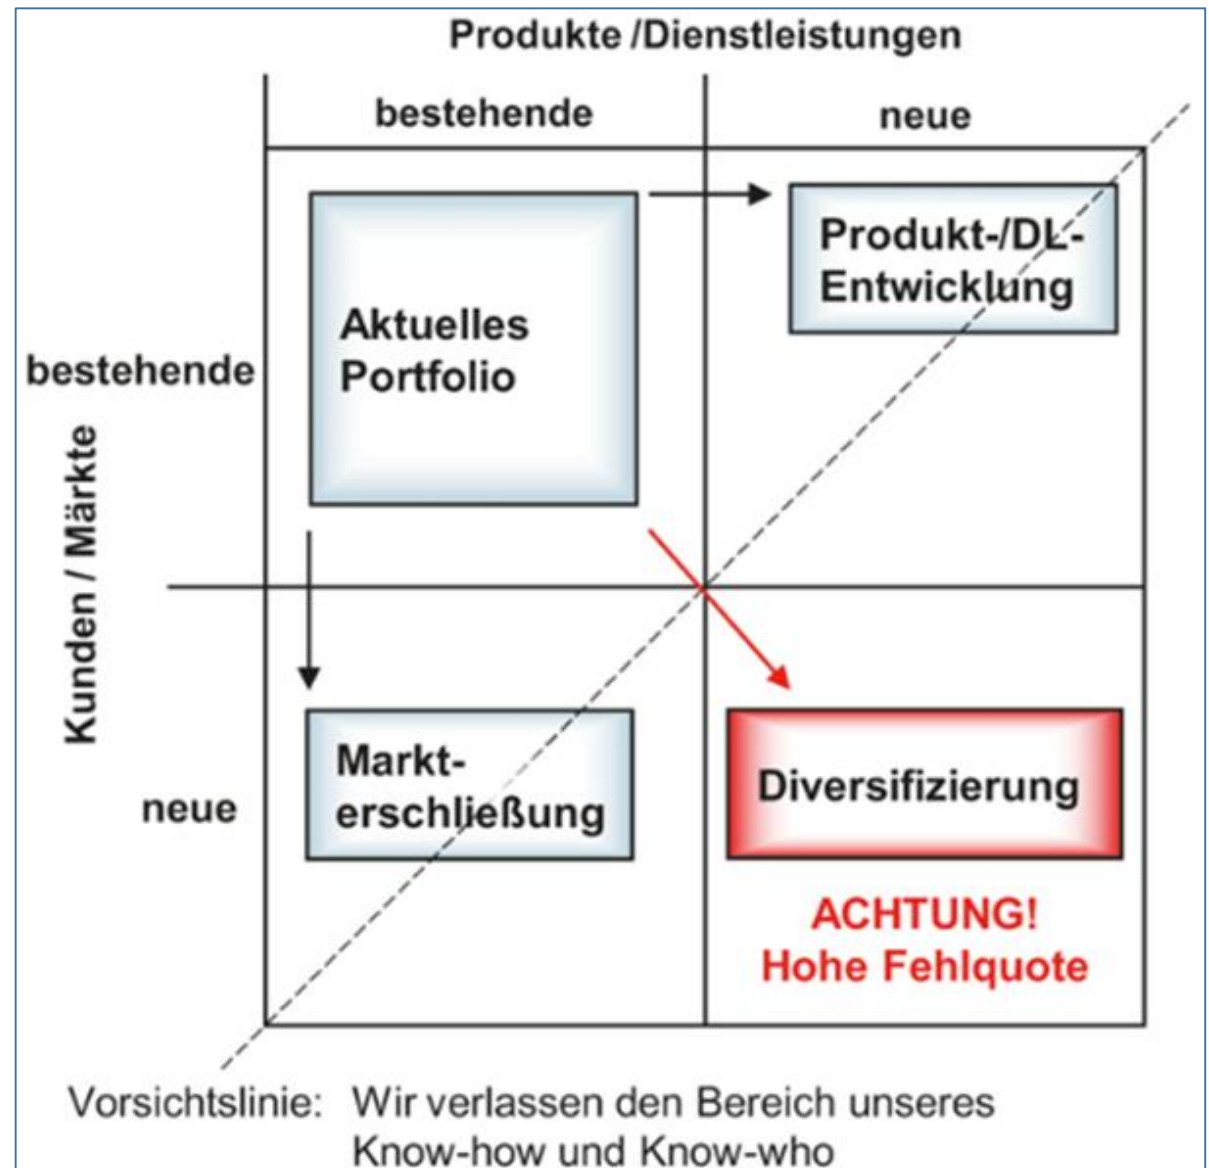 Produkte /Dienstleistungen
bestehende
neue
Aktuelles
Portfolio
Produkt-/DL-
Entwicklung
bestehende
Kunden / Märkte
neue
Markt-
erschließung
Diversifizierung
ACHTUNG!
Hohe Fehlquote
Vorsichtslinie: Wir verlassen den Bereich unseres
Know-how und Know-who